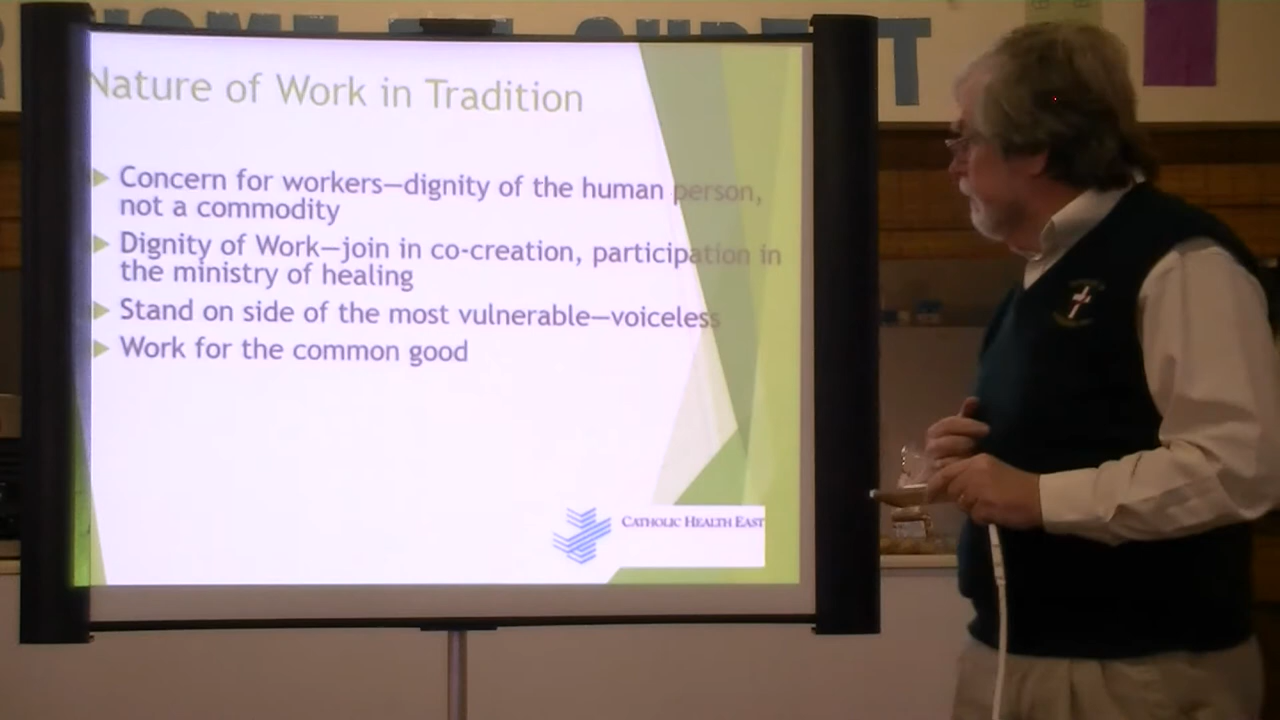 Nature of Work in Tradition
Concern for workers—dignity of the human person,
not a commodity
Dignity of Work—join in co-creation, participation in
the ministry of healing
Stand on side of the most vulnerable—voiceless
Work for the common good
CATHOLIC HEALTH EAST